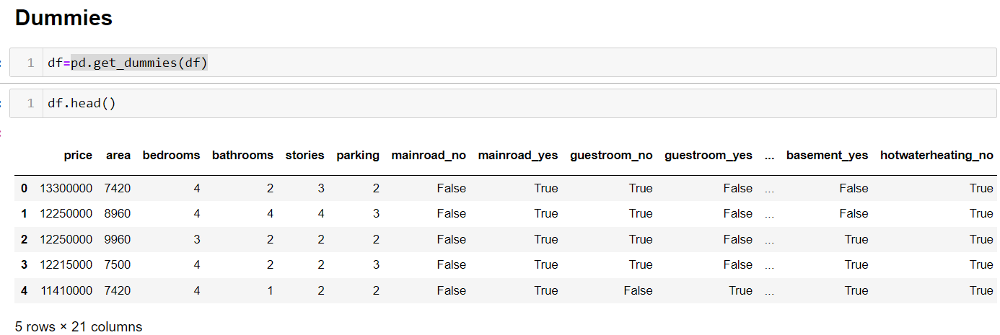 Dummies
1 df=pd.get_dummies(df)
1 df.head()
price area bedrooms bathrooms stories parking mainroad_no mainroad_yes guestroom_no guestroom_yes ... basement_yes hotwaterheating_no
0 13300000 7420 4 2 3 2 False True True False ... False True
1 12250000 8960 4 4 4 3 False True True False ... False True
2 12250000 9960 3 2 2 2 False True True False ... True True
3 12215000 7500 4 2 2 3 False True True False ... True True
4 11410000 7420 4 1 2 2 False True False True ... True True
5 rows × 21 columns